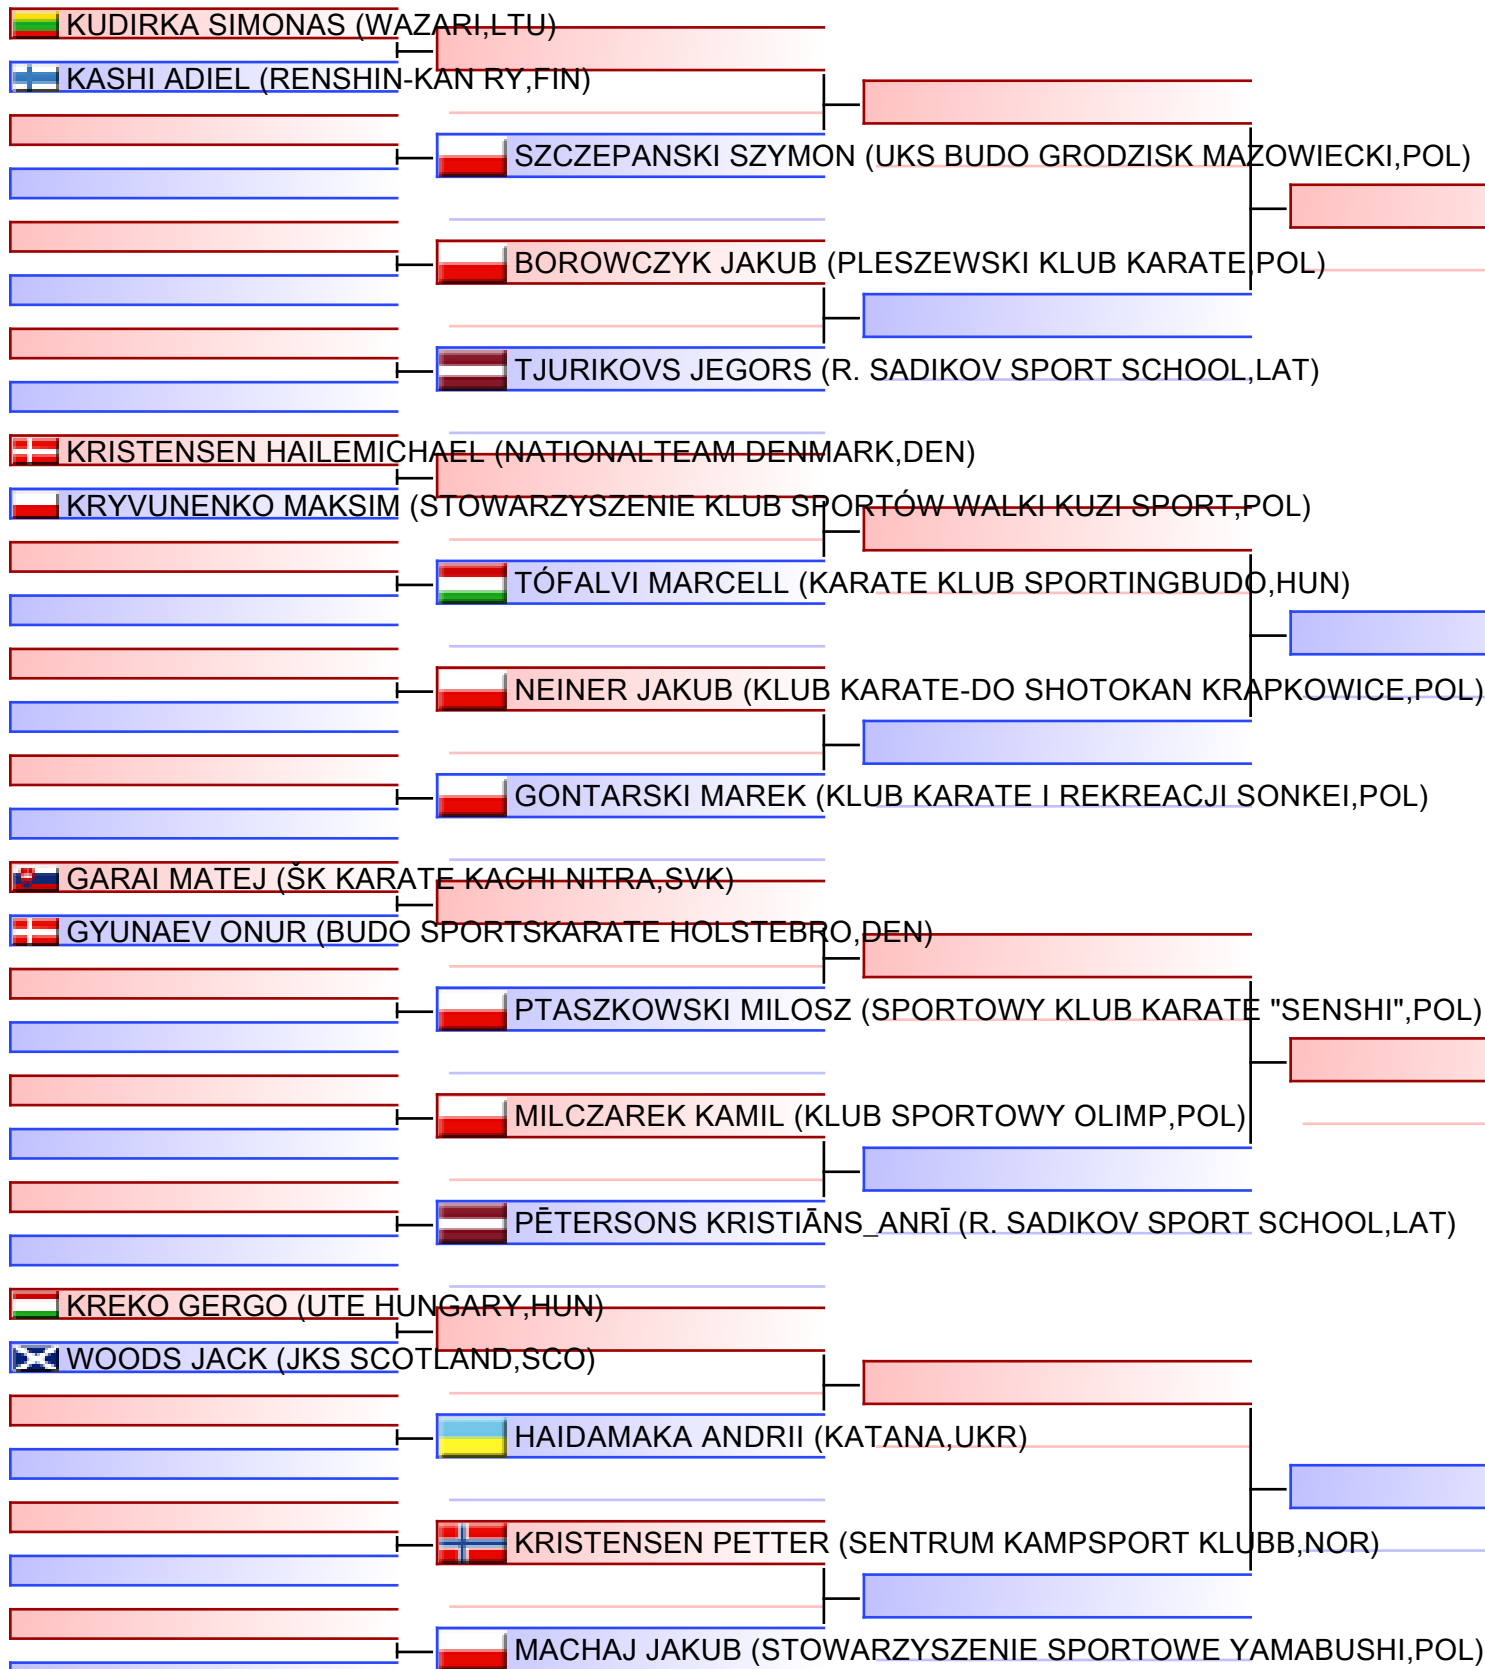 KUDIRKA SIMONAS (WAZARI,LTU)
KASHI ADIEL (RENSHIN-KAN RY,FIN)
SZCZEPANSKI SZYMON (UKS BUDO GRODZISK MAZOWIECKI,POL)
BOROWCZYK JAKUB (PLESZEWSKI KLUB KARATE,POL)
TJURIKOVS JEGORS (R. SADIKOV SPORT SCHOOL,LAT)
KRISTENSEN HAILEMICHAEL (NATIONALTEAM DENMARK,DEN)
KRYVUNENKO MAKSIM (STOWARZYSZENIE KLUB SPORTÓW WALKI KUZI SPORT,POL)
TÓFALVI MARCELL (KARATE KLUB SPORTINGBUDO,HUN)
NEINER JAKUB (KLUB KARATE-DO SHOTOKAN KRAPKOWICE,POL)
GONTARSKI MAREK (KLUB KARATE I REKREACJI SONKEI,POL)
GARAI MATEJ (ŠK KARATE KACHI NITRA,SVK)
GYUNAEV ONUR (BUDO SPORTSKARATE HOLSTEBRO,DEN)
PTASZKOWSKI MILOSZ (SPORTOWY KLUB KARATE "SENSHI",POL)
MILCZAREK KAMIL (KLUB SPORTOWY OLIMP,POL)
PĒTERSONS KRISTIĀNS_ANRĪ (R. SADIKOV SPORT SCHOOL,LAT)
KREKO GERGO (UTE HUNGARY,HUN)
WOODS JACK (JKS SCOTLAND,SCO)
HAIDAMAKA ANDRII (KATANA,UKR)
KRISTENSEN PETTER (SENTRUM KAMPSPORT KLUBB,NOR)
MACHAJ JAKUB (STOWARZYSZENIE SPORTOWE YAMABUSHI,POL)